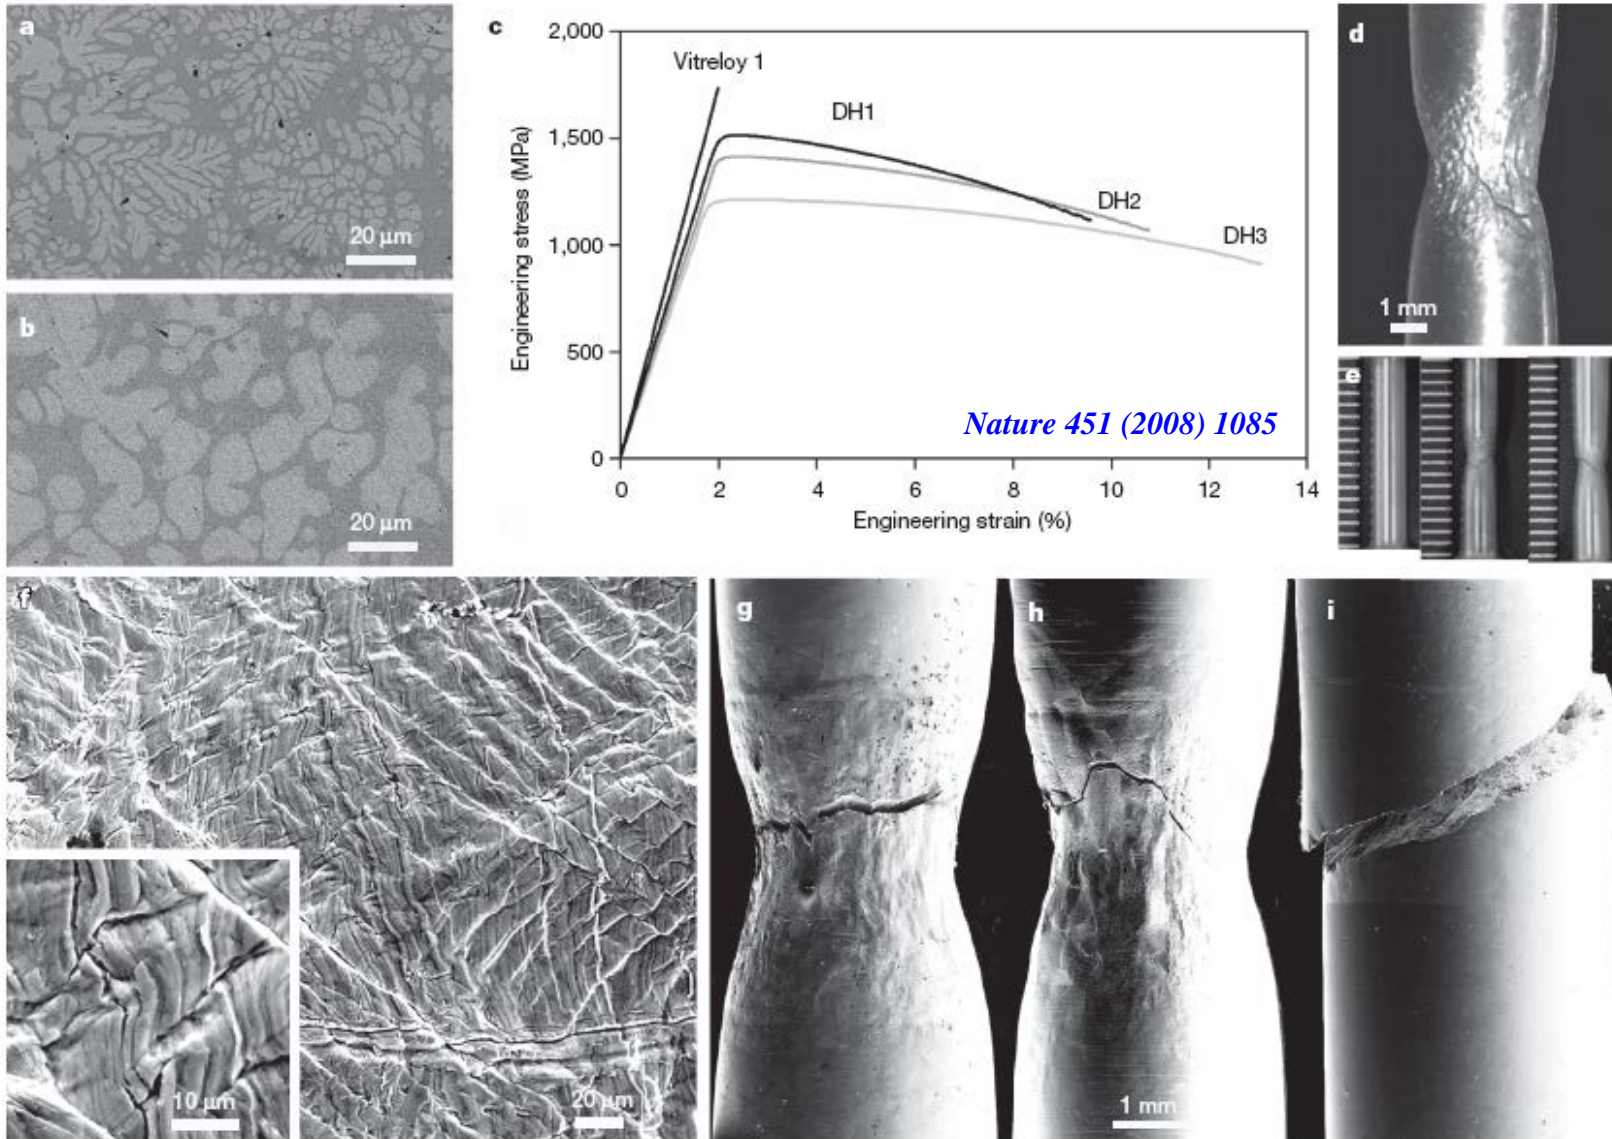 a
20 µm
b
20 µm
c
2,000
1,500
1,000
500
0
Engineering stress (MPa)
Vitreloy 1
DH1
DH2
DH3
Nature 451 (2008) 1085
0 2 4 6 8 10 12 14
Engineering strain (%)
d
1 mm
e
f
10 µm
20 µm
g
h
1 mm
i